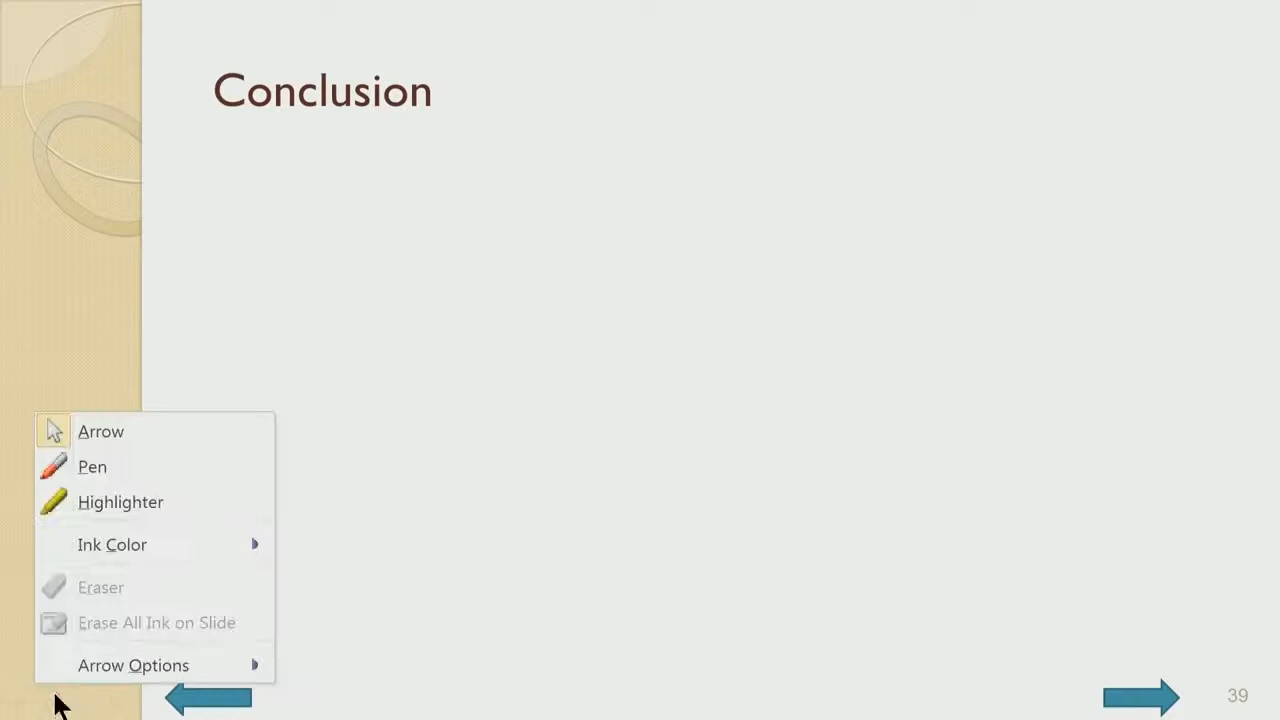 Conclusion
Arrow
Pen
Highlighter
Ink Color
Eraser
Erase All Ink on Slide
Arrow Options
39